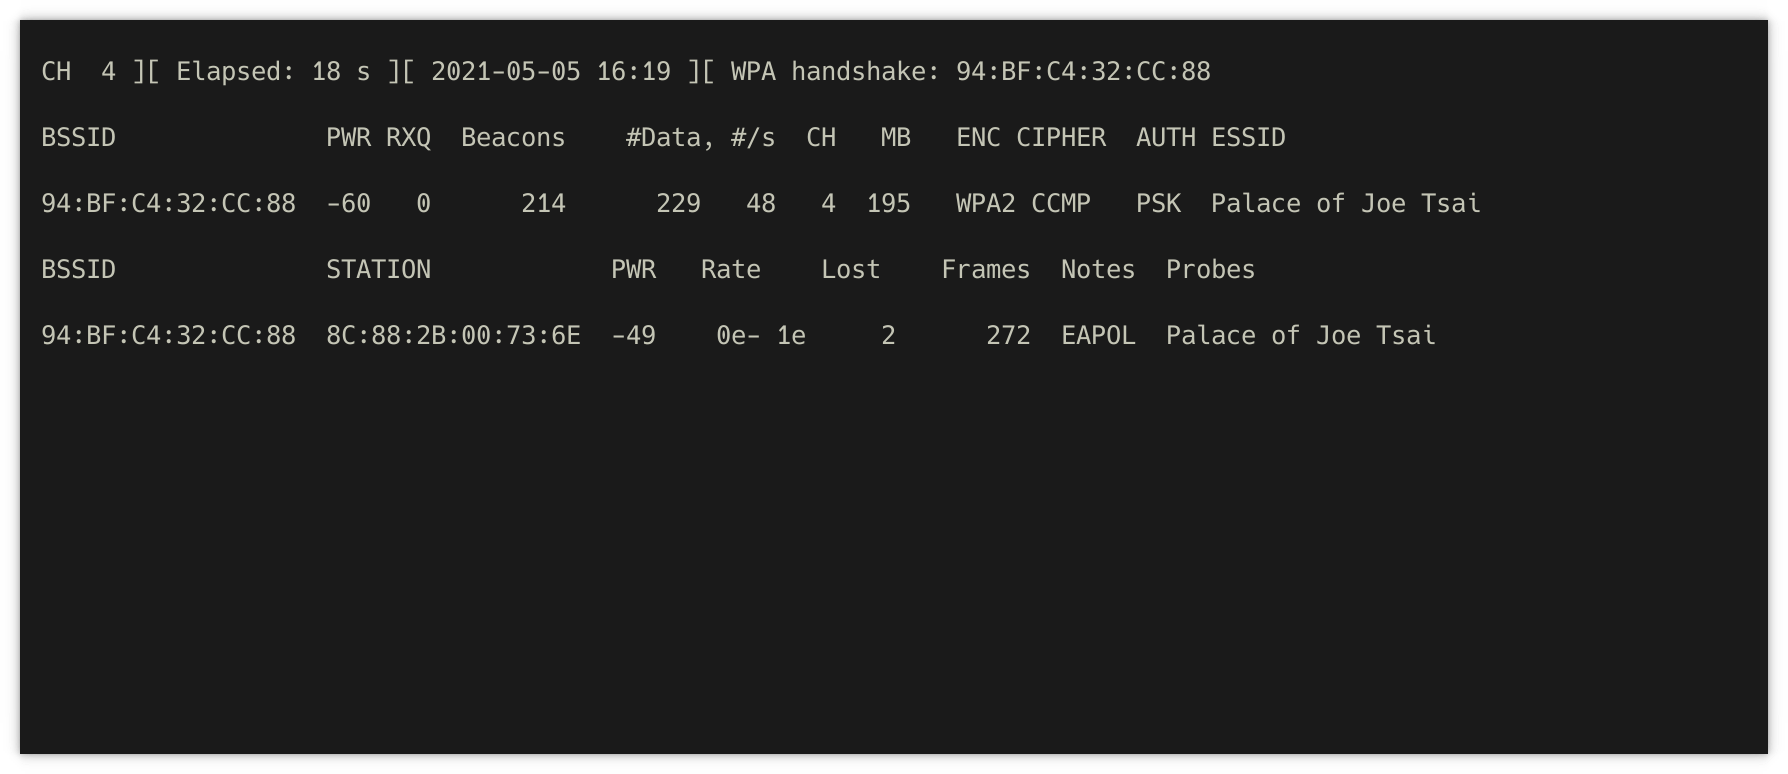 CH  4 ][ Elapsed: 18 s ][ 2021-05-05 16:19 ][ WPA handshake: 94:BF:C4:32:CC:88
BSSID              PWR RXQ  Beacons    #Data, #/s  CH   MB   ENC CIPHER  AUTH ESSID
94:BF:C4:32:CC:88  -60   0      214      229   48   4  195   WPA2 CCMP   PSK  Palace of Joe Tsai
BSSID              STATION            PWR   Rate    Lost    Frames  Notes  Probes
94:BF:C4:32:CC:88  8C:88:2B:00:73:6E  -49    0e- 1e     2      272  EAPOL  Palace of Joe Tsai